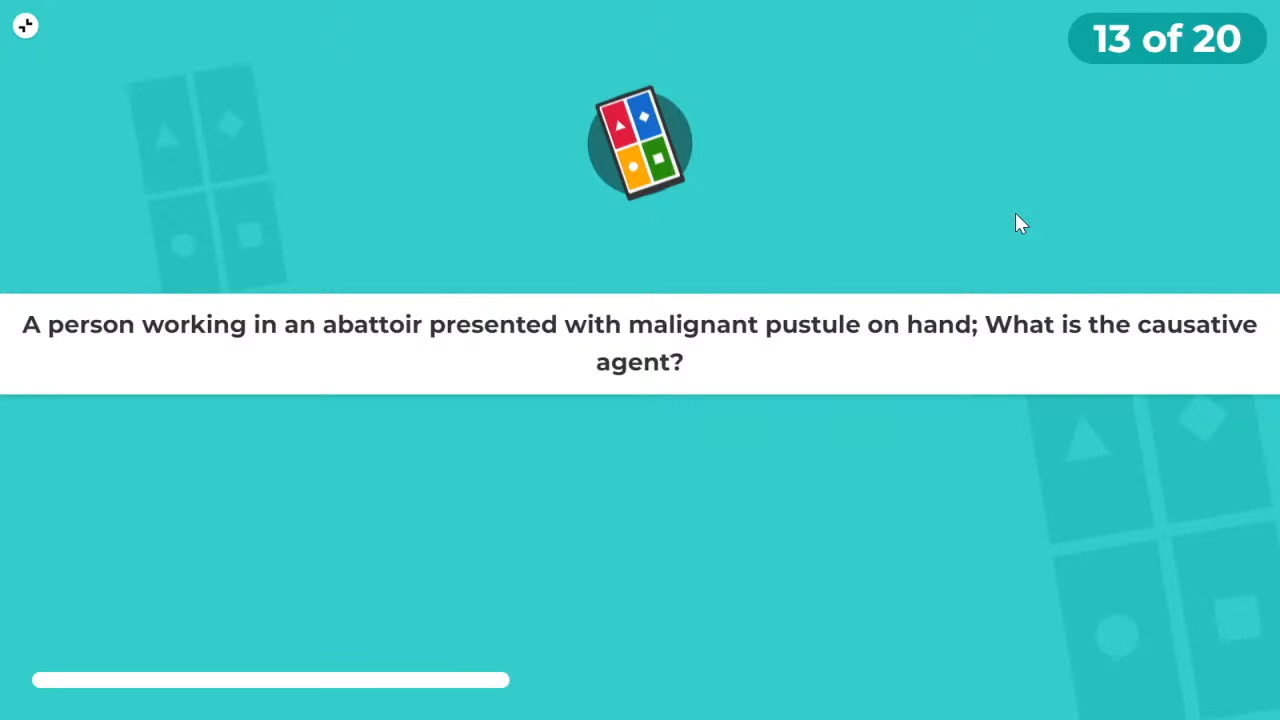 13 of 20
A person working in an abattoir presented with malignant pustule on hand; What is the causative
agent?